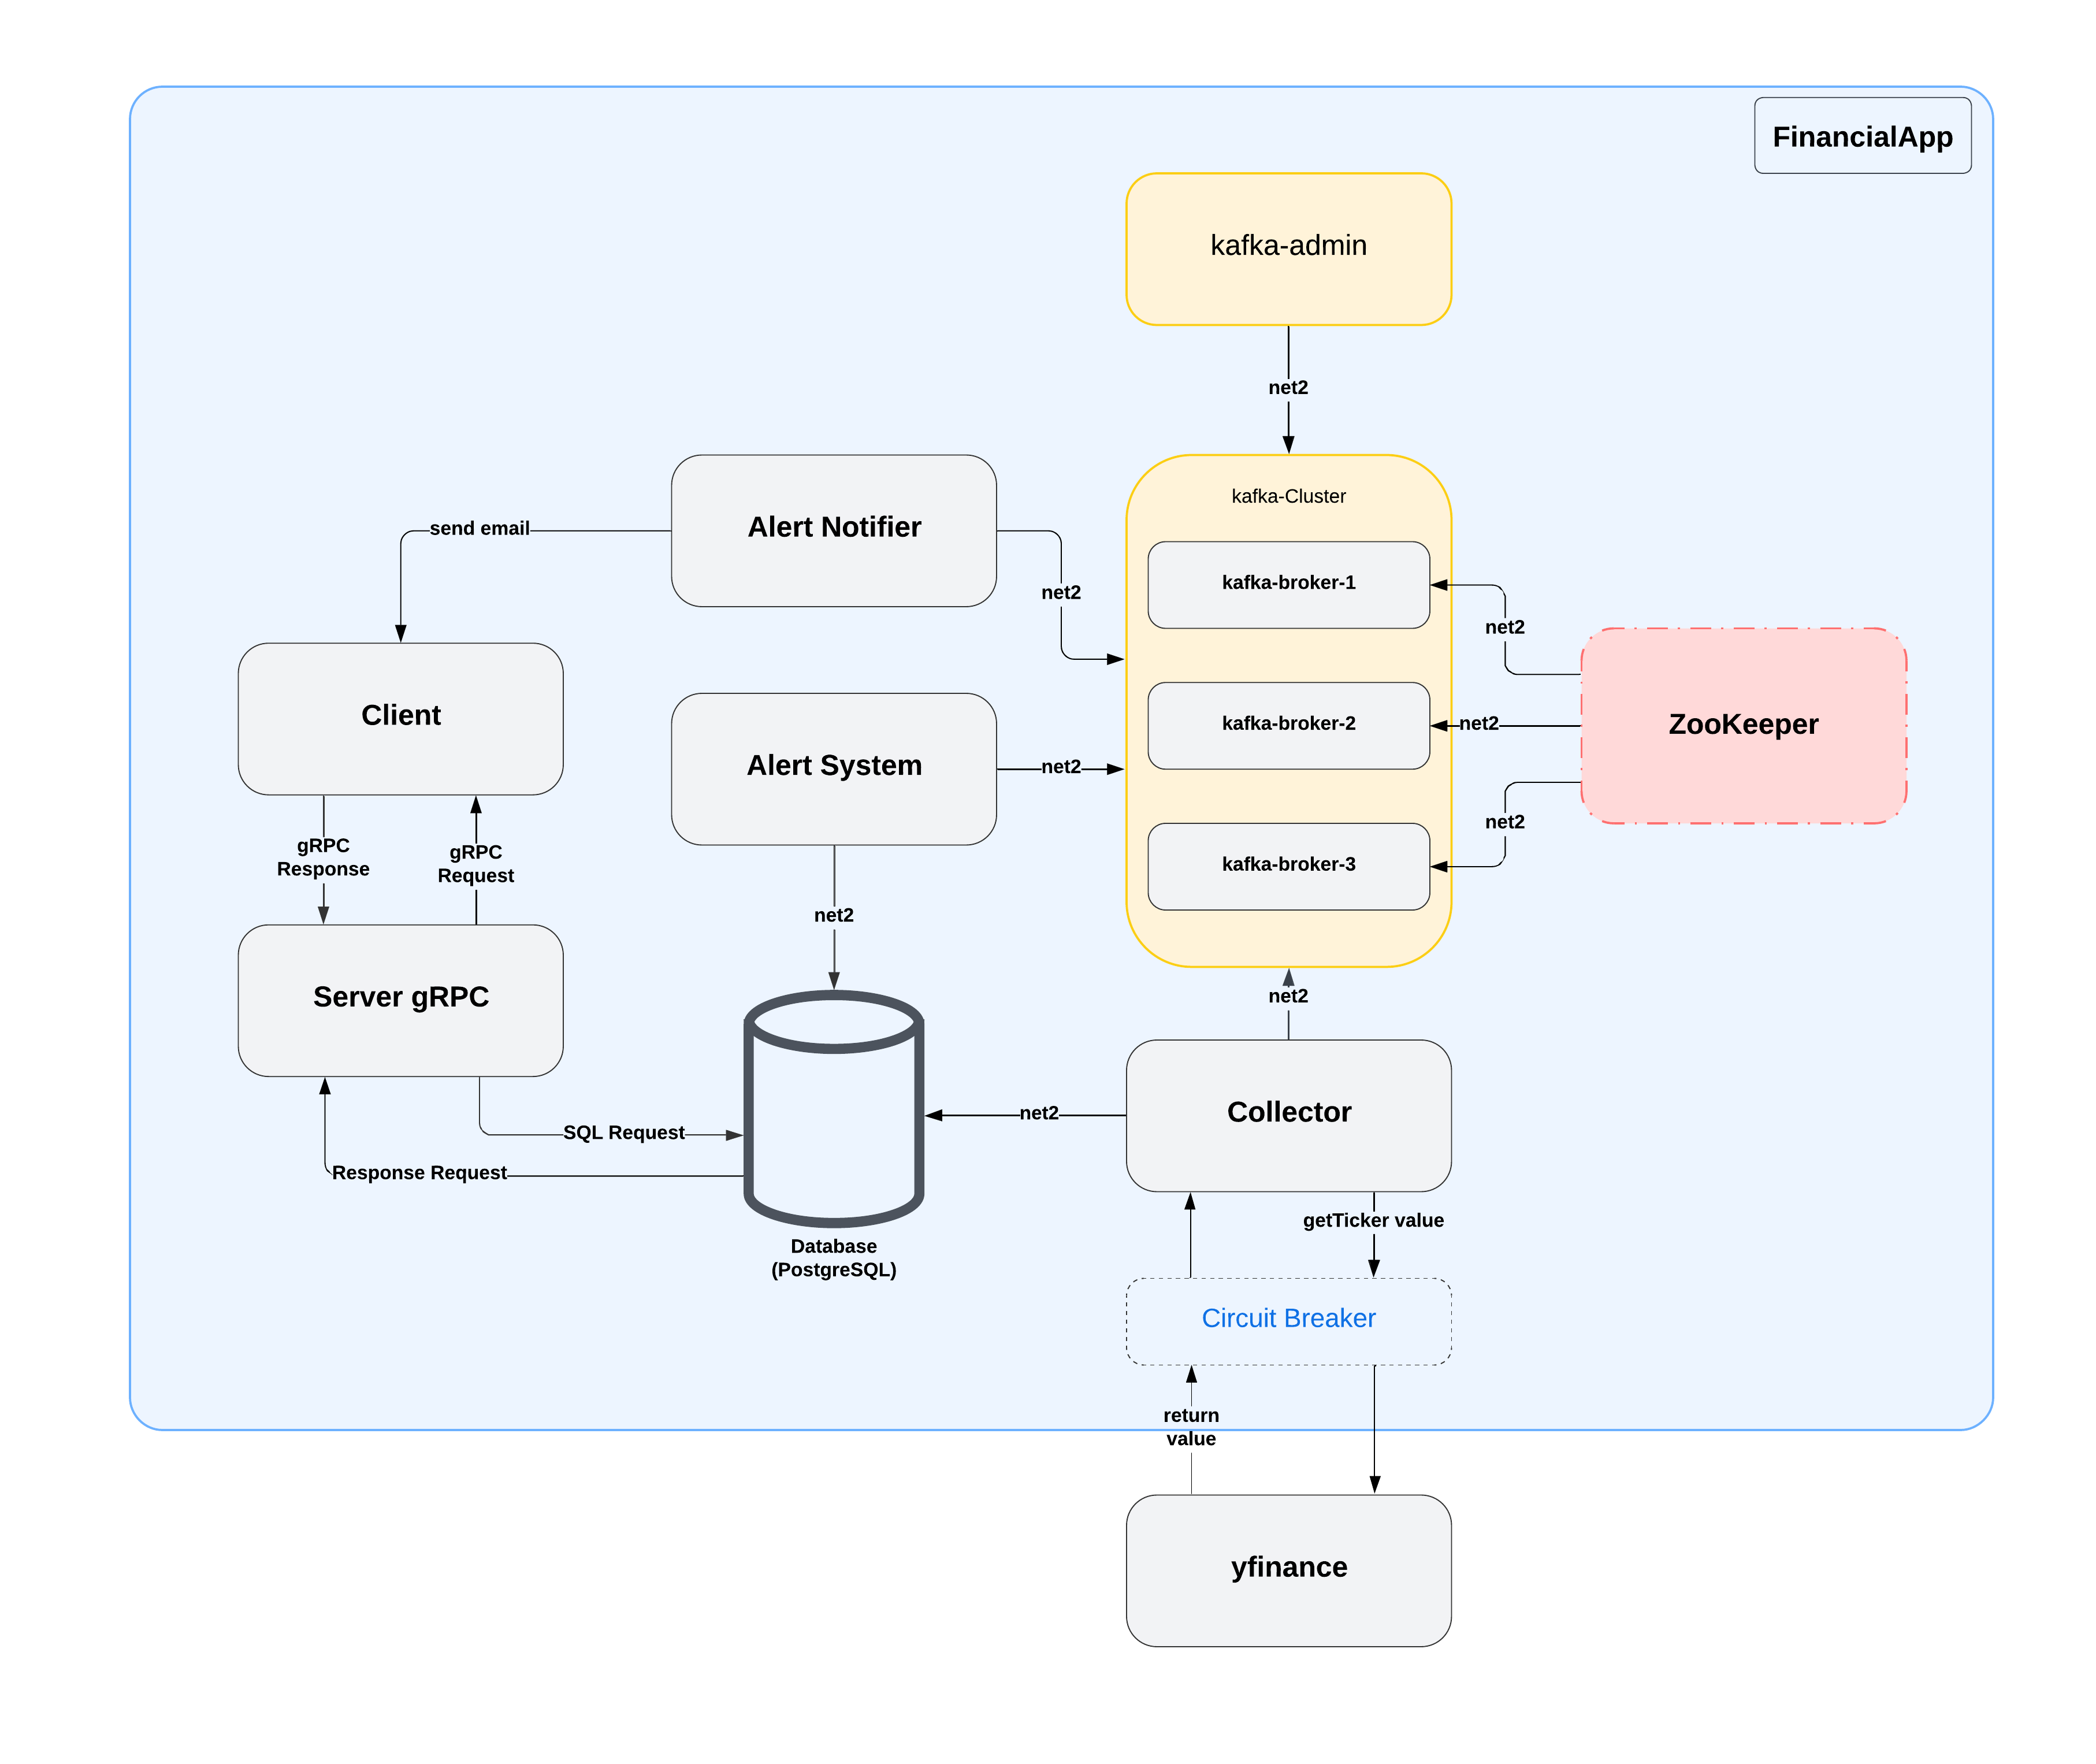 FinancialApp
kafka-admin
net2
kafka-Cluster
Alert Notifier
send email
kafka-broker-1
net2
net2
Client
kafka-broker-2
net2
ZooKeeper
Alert System
net2
net2
kafka-broker-3
gRPC
Response
gRPC
Request
net2
Server gRPC
net2
Collector
net2
SQL Request
Response Request
getTicker value
Database
(PostgreSQL)
Circuit Breaker
return
value
yfinance